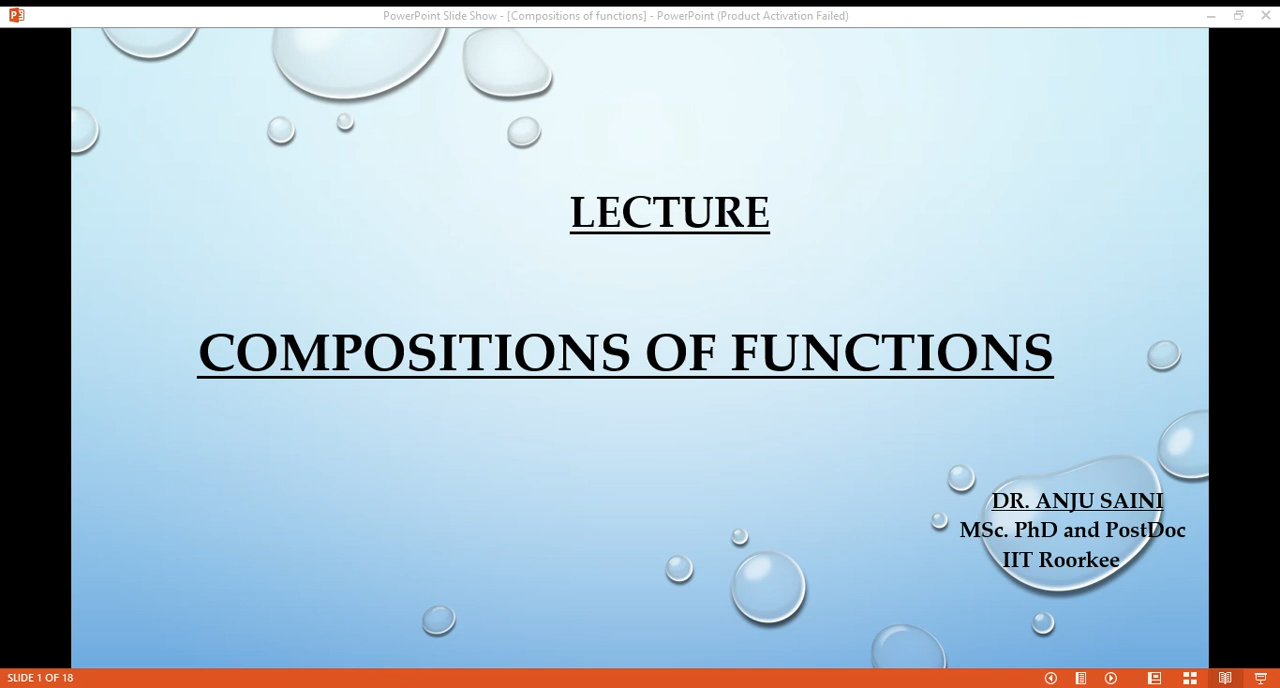 PowerPoint Slide Show - [Compositions of functions] - PowerPoint (Product Activation Failed)
LECTURE
COMPOSITIONS OF FUNCTIONS
DR. ANJU SAINI
MSc. PhD and PostDoc
IIT Roorkee
SLIDE 1 OF 18